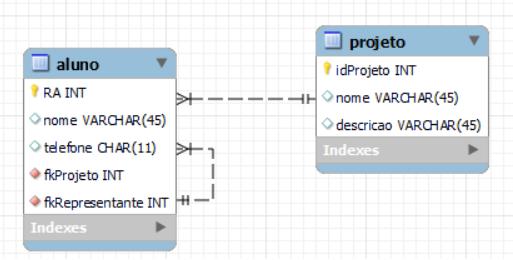 aluno
RA INT
nome VARCHAR(45)
telefone CHAR(11)
fkProjeto INT
fkRepresentante INT
Indexes
projeto
idProjeto INT
nome VARCHAR(45)
descricao VARCHAR(45)
Indexes